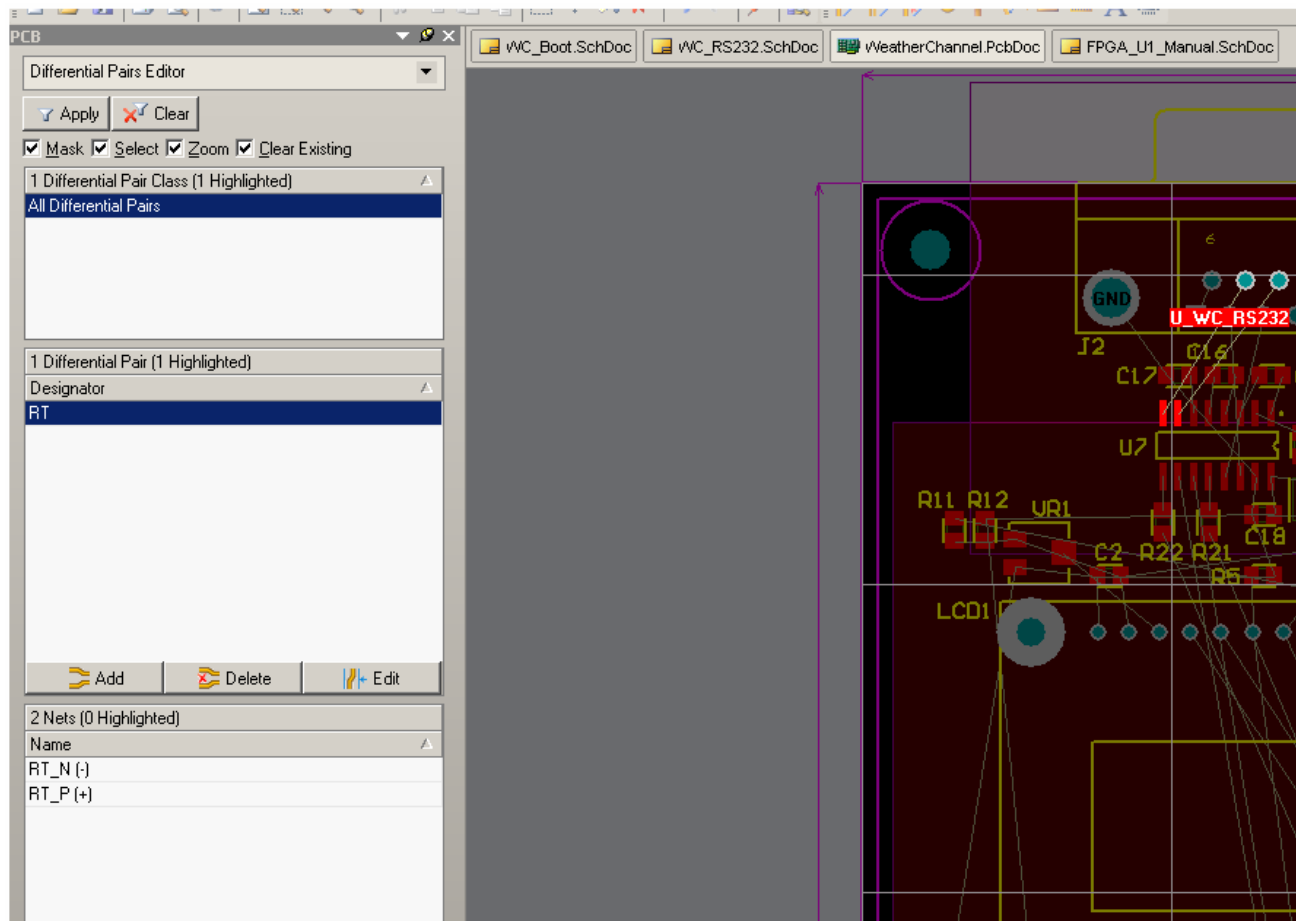 PCB
Differential Pairs Editor
Apply Clear
Mask Select Zoom Clear Existing
1 Differential Pair Class (1 Highlighted)
All Differential Pairs
1 Differential Pair (1 Highlighted)
Designator
RT
Add Delete Edit
2 Nets (0 Highlighted)
Name
RT_N (-)
RT_P (+)
WC_Boot.SchDoc WC_RS232.SchDoc WeatherChannel.PcbDoc FPGA_U1_Manual.SchDoc
6
GND
U_WC_RS232
J2
C16
C17
U7
R11 R12 VR1
C18
C2 R22 R21
R5
LCD1